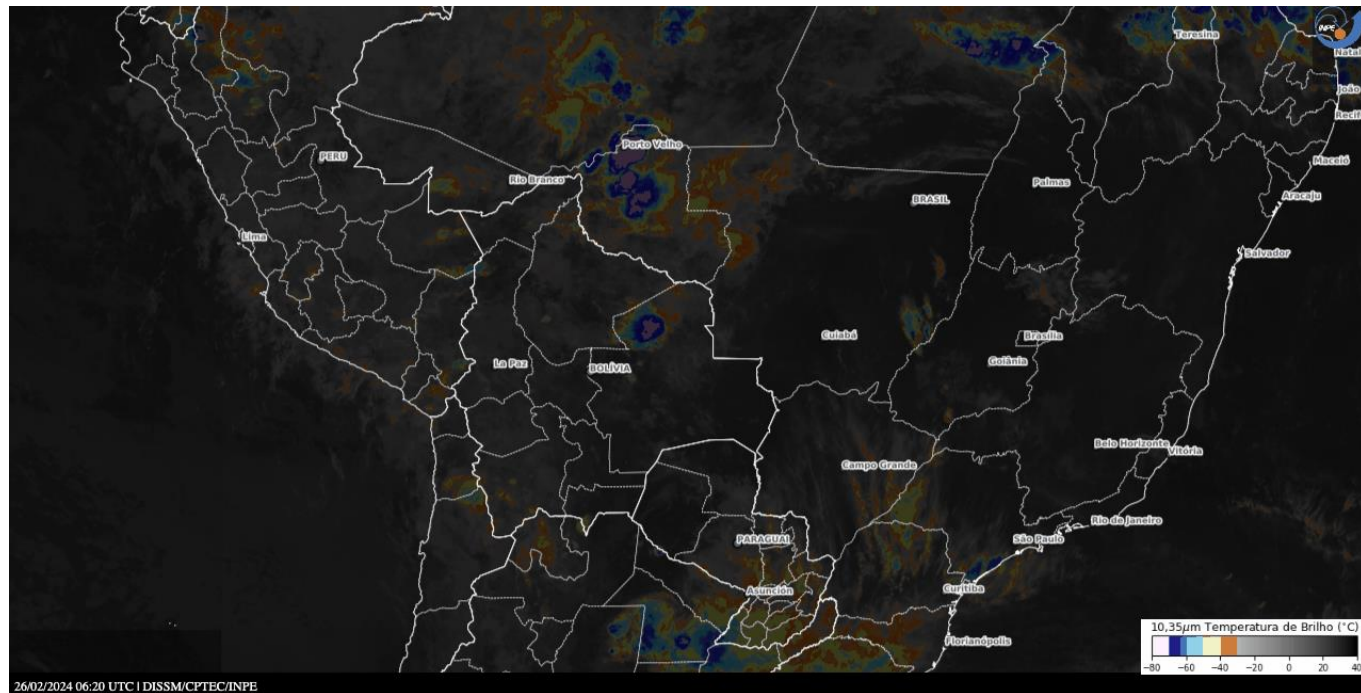 INPE
Teresina
Natal
João
Recif
Porto Velho
PERU
Maceió
Rio Branco
Palmas
BRASIL
Aracaju
Lima
Salvador
Cuiabá
Brasília
Goiânia
La Paz
BOLÍVIA
Belo Horizonte
Vitória
Campo Grande
Rio de Janeiro
São Paulo
PARAGUAI
Asunción
Curitiba
Florianópolis
10,35μm Temperatura de Brilho (°C)
−80 −60 −40 −20 0 20 40
26/02/2024 06:20 UTC | DISSM/CPTEC/INPE